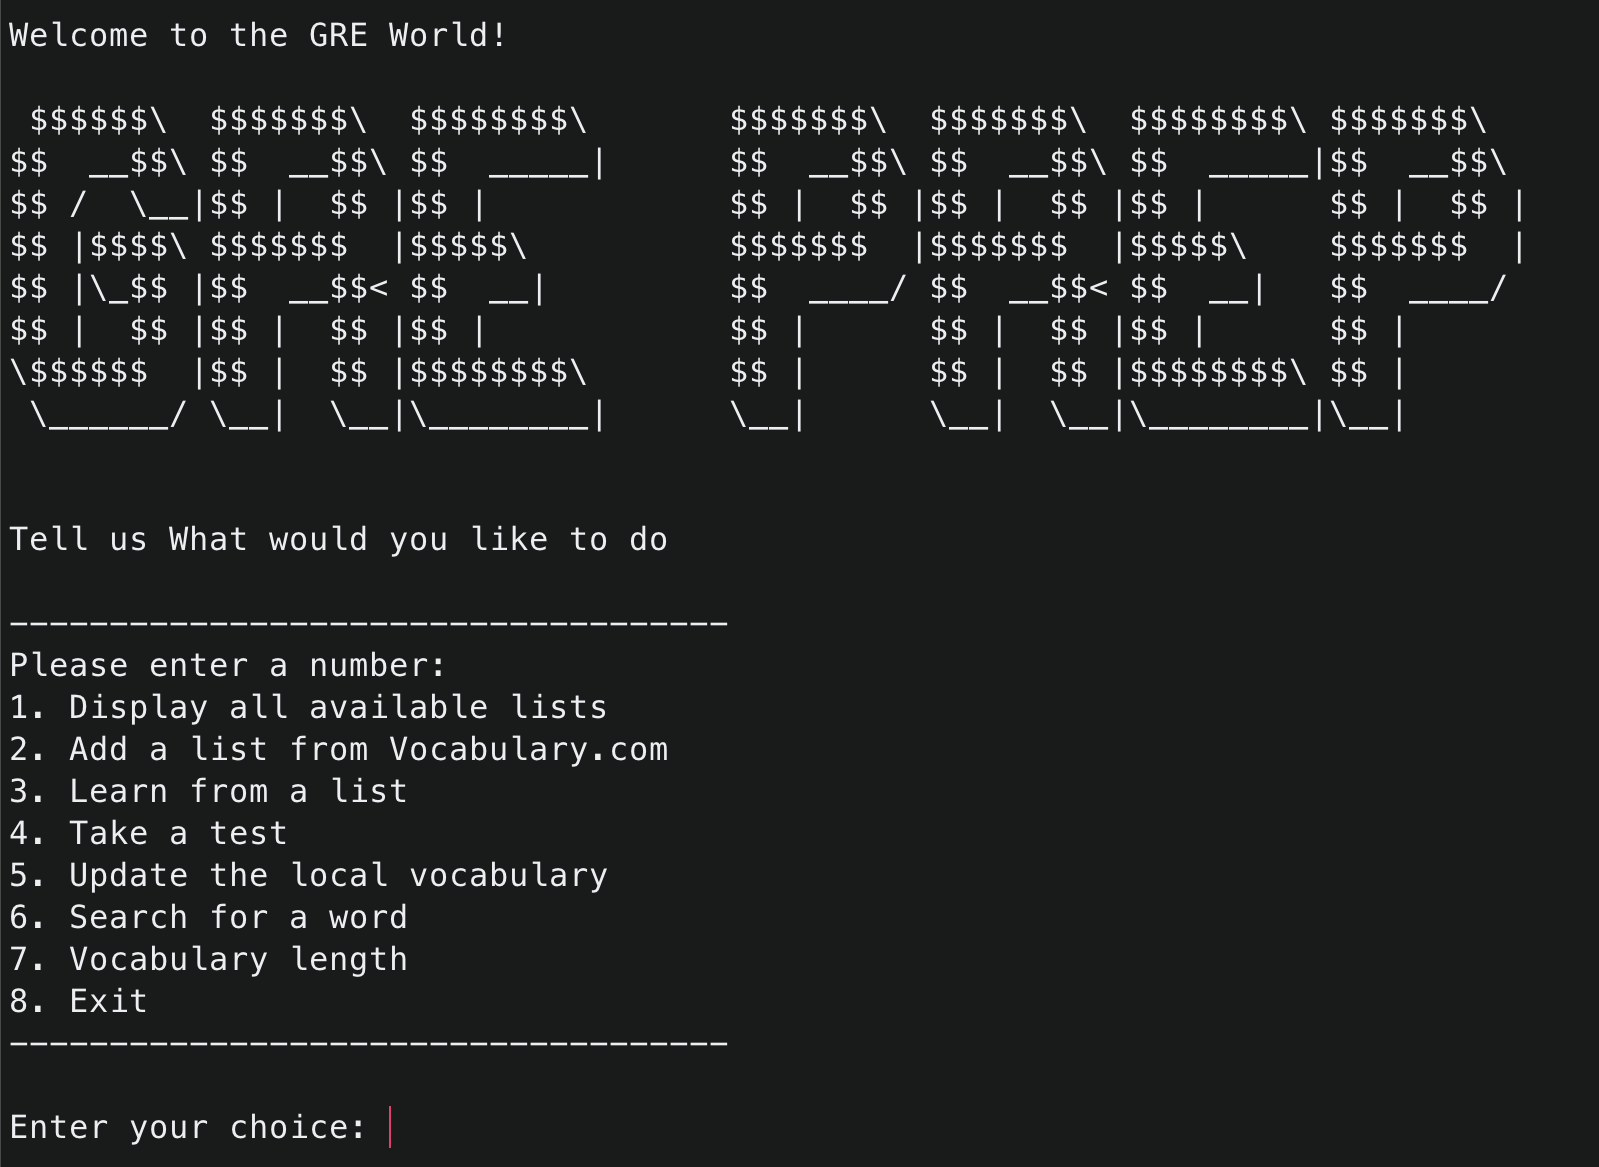 Welcome to the GRE World!

 $$$$$$\  $$$$$$$\  $$$$$$$$\       $$$$$$$\  $$$$$$$\  $$$$$$$$\ $$$$$$$\
$$  __$$\ $$  __$$\ $$  _____|      $$  __$$\ $$  __$$\ $$  _____|$$  __$$\
$$ /  \__|$$ |  $$ |$$ |            $$ |  $$ |$$ |  $$ |$$ |      $$ |  $$ |
$$ |$$$$\ $$$$$$$  |$$$$$\          $$$$$$$  |$$$$$$$  |$$$$$\    $$$$$$$  |
$$ |\_$$ |$$  __$$< $$  __|         $$  ____/ $$  __$$< $$  __|   $$  ____/
$$ |  $$ |$$ |  $$ |$$ |            $$ |      $$ |  $$ |$$ |      $$ |
\$$$$$$  |$$ |  $$ |$$$$$$$$\       $$ |      $$ |  $$ |$$$$$$$$\ $$ |
 \______/ \__|  \__|\________|      \__|      \__|  \__|\________|\__|

Tell us What would you like to do

------------------------------------
Please enter a number:
1. Display all available lists
2. Add a list from Vocabulary.com
3. Learn from a list
4. Take a test
5. Update the local vocabulary
6. Search for a word
7. Vocabulary length
8. Exit
------------------------------------

Enter your choice: